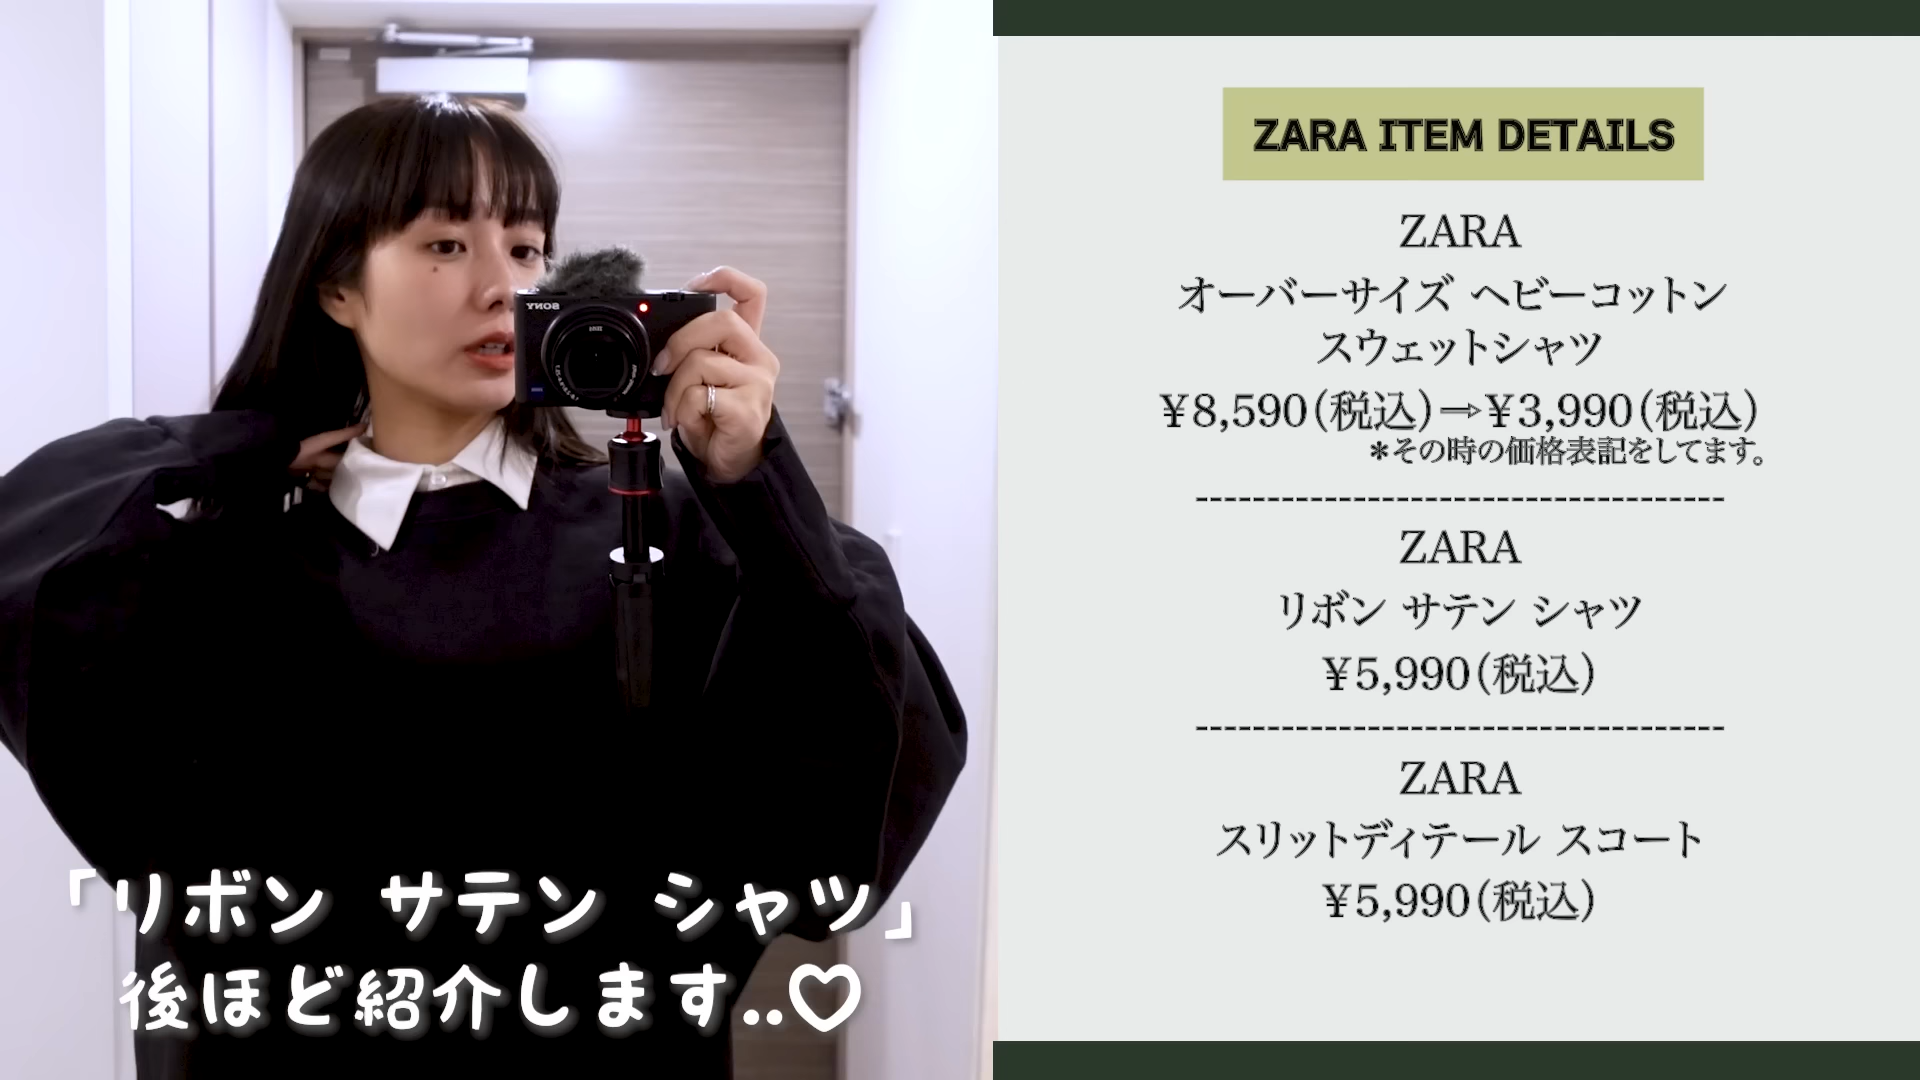 SONY
ZARA ITEM DETAILS
ZARA
オーバーサイズ ヘビーコットン
スウェットシャツ
¥8,590(税込)⇒¥3,990(税込)
*その時の価格表記をしてます。
------------------------------------
ZARA
リボン サテン シャツ
¥5,990(税込)
------------------------------------
ZARA
スリットディテール スコート
¥5,990(税込)
「リボン サテン シャツ」
後ほど紹介します..♡